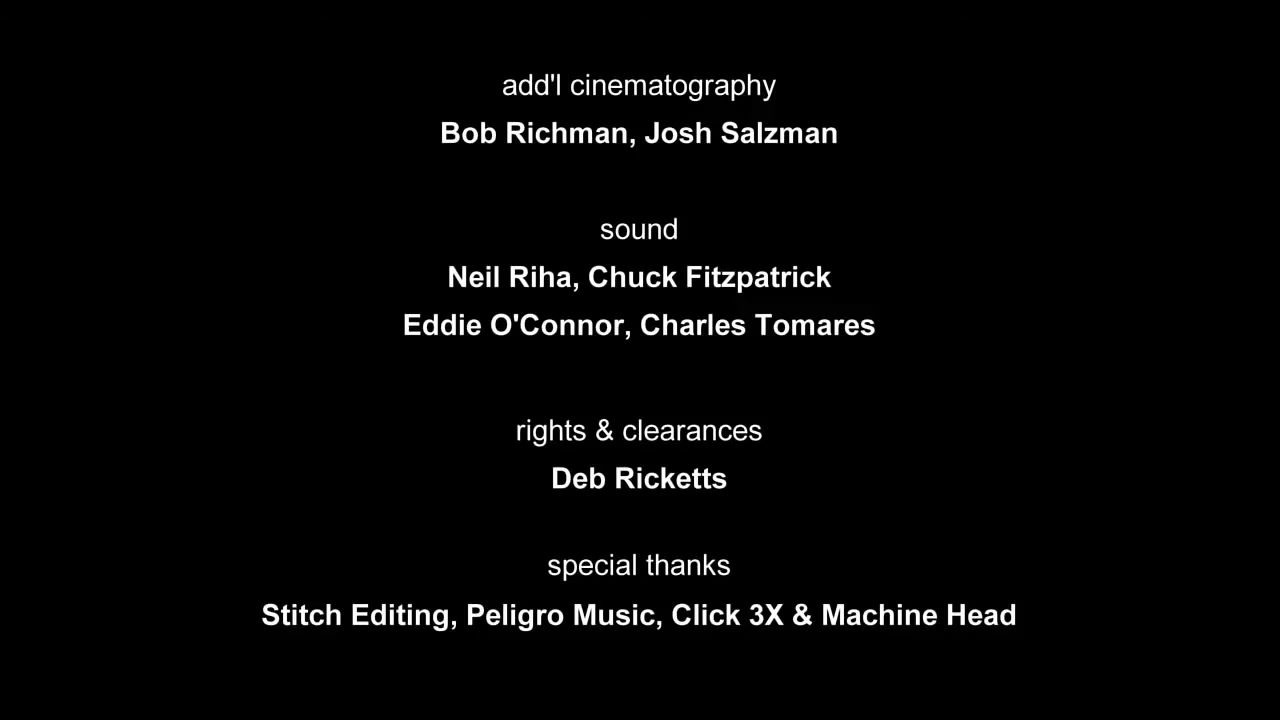 add'l cinematography
Bob Richman, Josh Salzman
sound
Neil Riha, Chuck Fitzpatrick
Eddie O'Connor, Charles Tomares
rights & clearances
Deb Ricketts
special thanks
Stitch Editing, Peligro Music, Click 3X & Machine Head